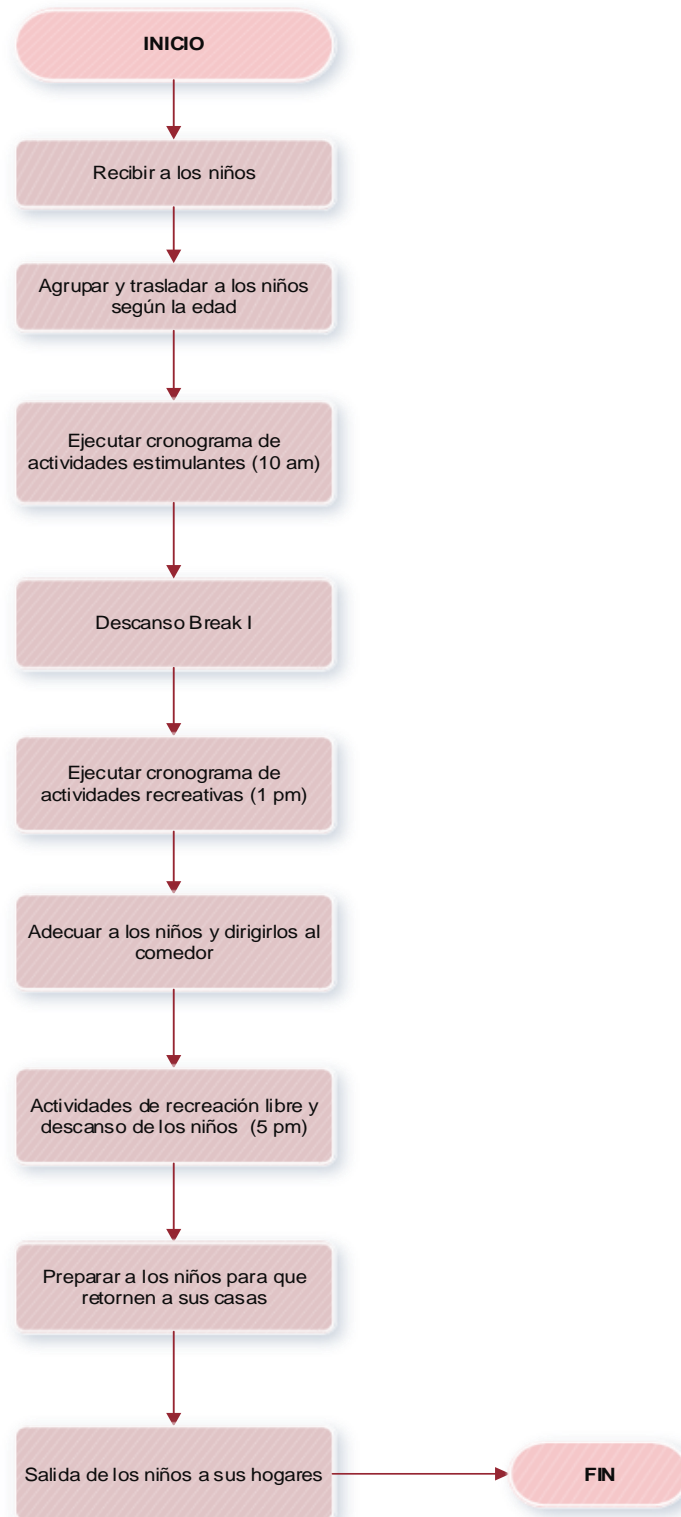 INICIO
Recibir a los niños
Agrupar y trasladar a los niños
según la edad
Ejecutar cronograma de
actividades estimulantes (10 am)
Descanso Break I
Ejecutar cronograma de
actividades recreativas (1 pm)
Adecuar a los niños y dirigirlos al
comedor
Actividades de recreación libre y
descanso de los niños  (5 pm)
Preparar a los niños para que
retornen a sus casas
Salida de los niños a sus hogares
FIN